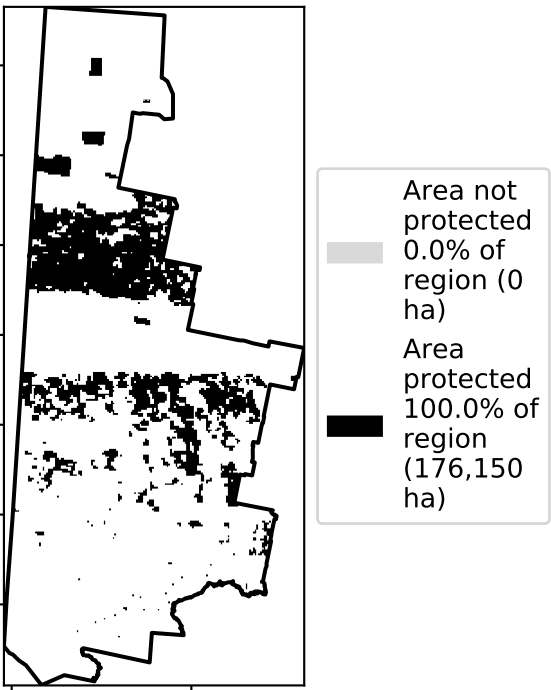 Area not
protected
0.0% of
region (0
ha)
Area
protected
100.0% of
region
(176,150
ha)